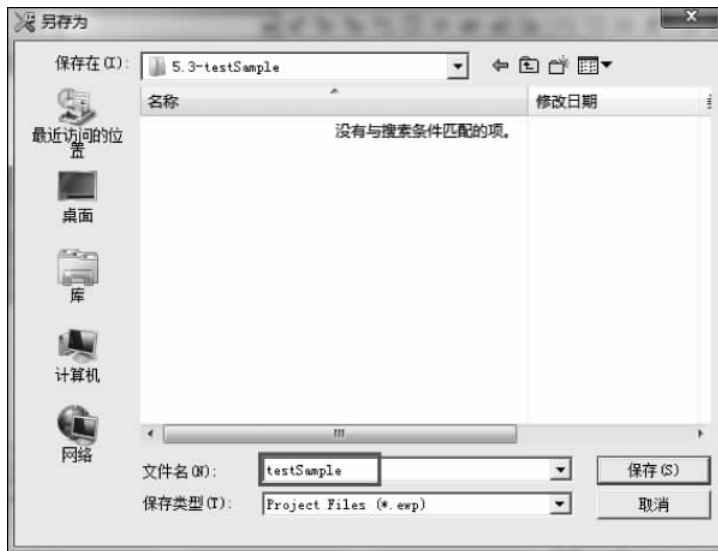 另存为
保存在(I):
5.3-testSample
名称
修改日期
没有与搜索条件匹配的项。
最近访问的位置
桌面
库
计算机
网络
文件名(N):
testSample
保存(S)
保存类型(T):
Project Files (*.ewp)
取消